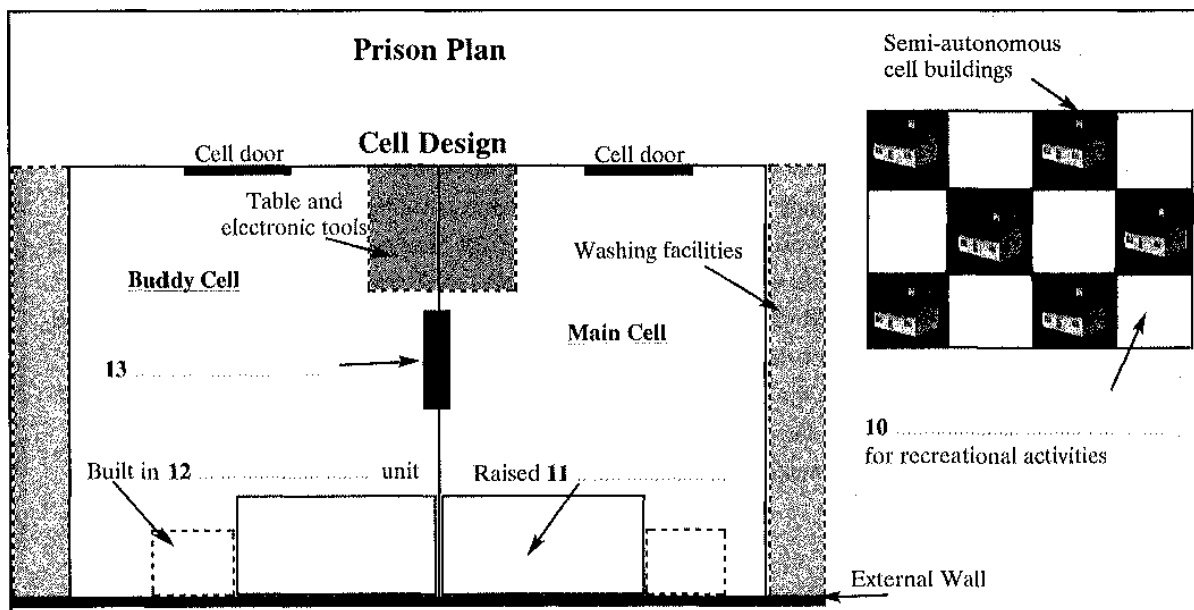 Prison Plan
Semi-autonomous
cell buildings
Cell Design
Cell door
Cell door
Table and
electronic tools
Washing facilities
Buddy Cell
Main Cell
13 ........................
10 ........................
for recreational activities
Built in 12 ........................ unit
Raised 11 ........................
External Wall